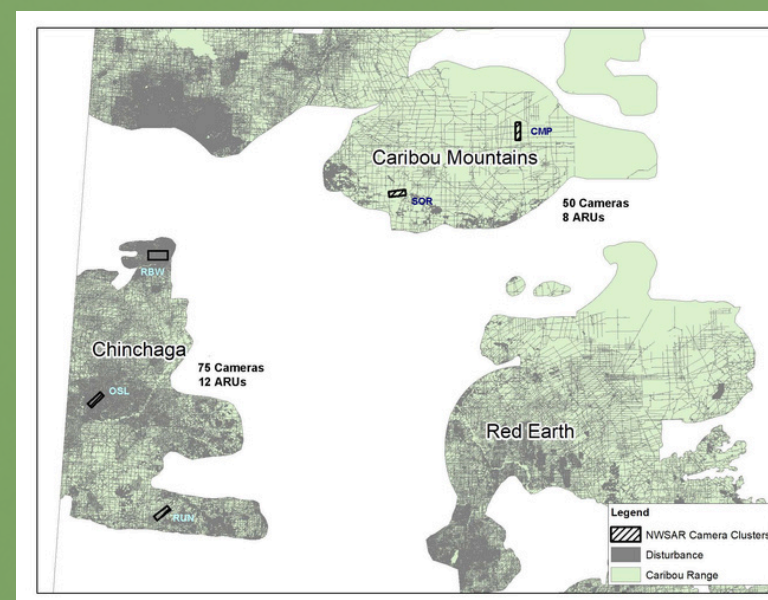 CMP
Caribou Mountains
SOR
50 Cameras
8 ARUs
RBW
Chinchaga
75 Cameras
12 ARUs
OSL
Red Earth
RUN
Legend
NWSAR Camera Clusters
Disturbance
Caribou Range